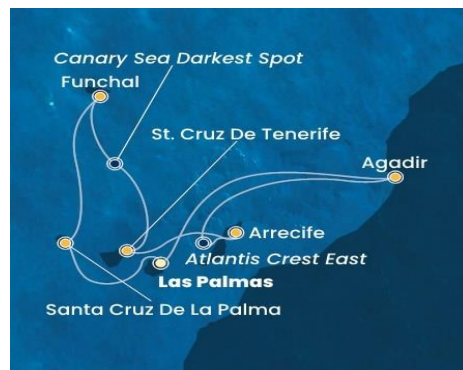 Canary Sea Darkest Spot
Funchal
St. Cruz De Tenerife
Agadir
Arrecife
Atlantis Crest East
Las Palmas
Santa Cruz De La Palma